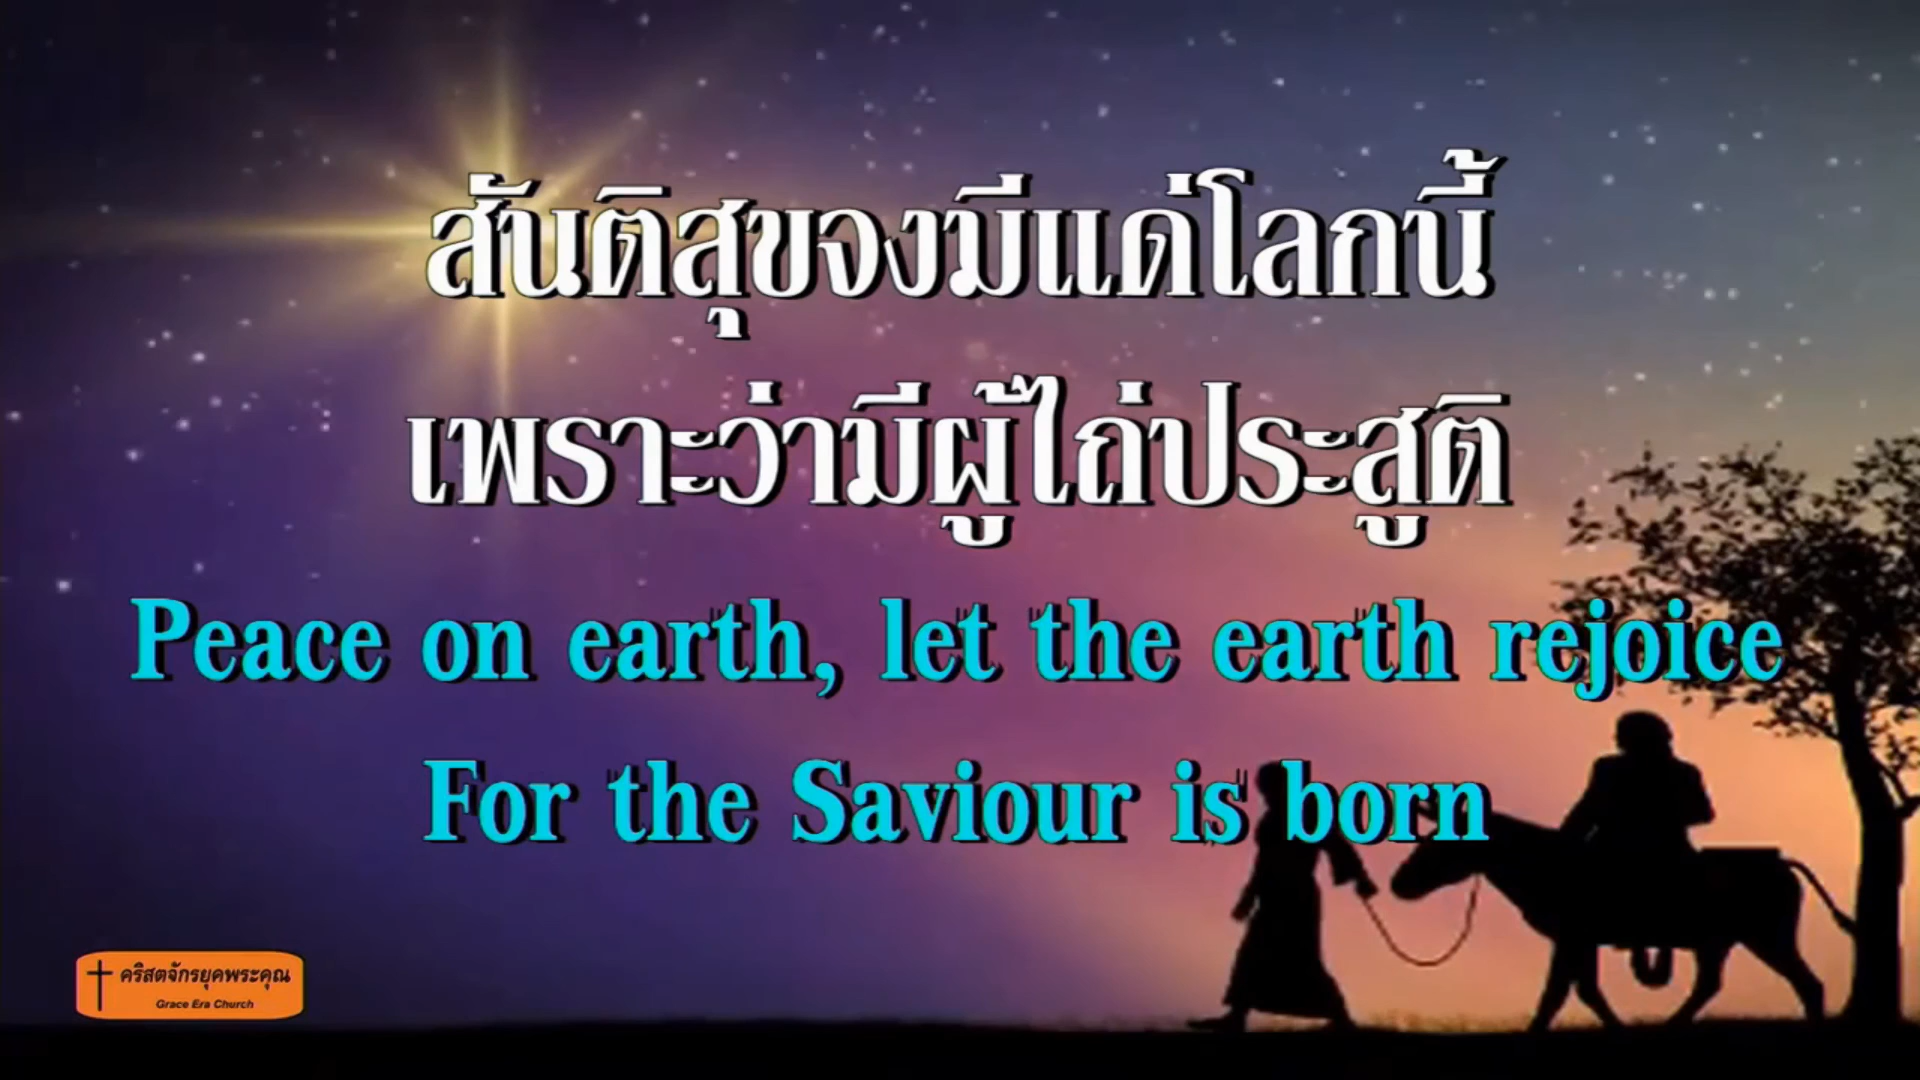 สันติสุขจงมีแด่โลกนี้
เพราะว่ามีผู้ไถ่ประสูติ
Peace on earth, let the earth rejoice
For the Saviour is born
คริสตจักรยุคพระคุณ
Grace Era Church